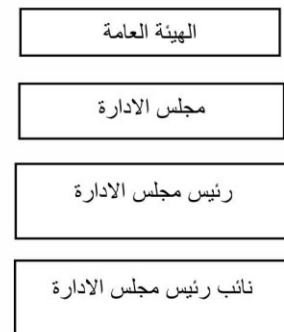 الهيئة العامة
مجلس الادارة
رئيس مجلس الادارة
نائب رئيس مجلس الادارة